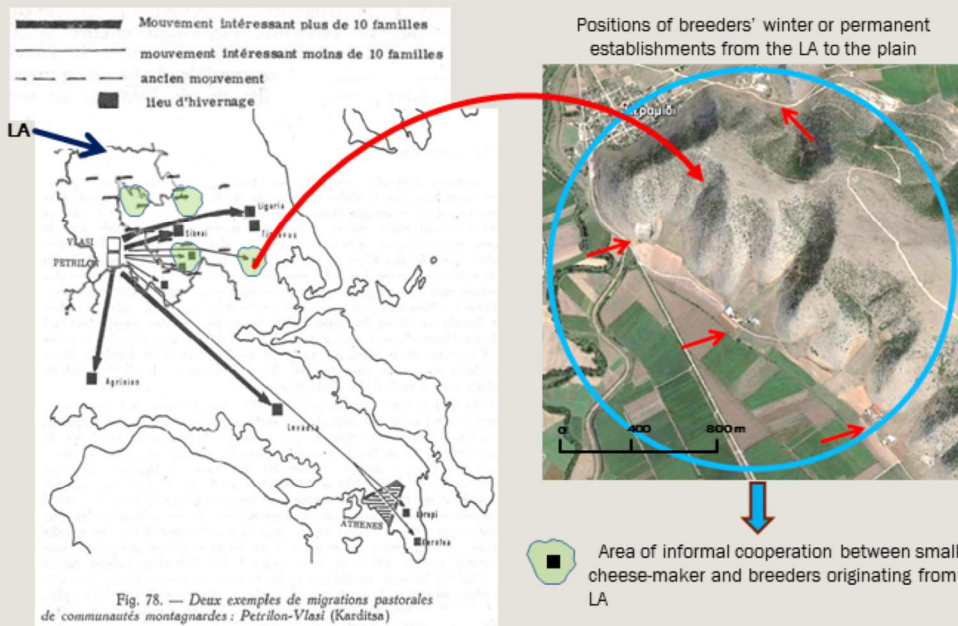 Mouvement intéressant plus de 10 familles
mouvement intéressant moins de 10 familles
ancien mouvement
lieu d'hivernage
LA
Ligaria
Siknai
VLASI
PETRILON
Agrinion
Levadia
ATHENES
Fig. 78. — Deux exemples de migrations pastorales
de communautés montagnardes : Petrilon-Vlasi (Karditsa)
Positions of breeders’ winter or permanent
establishments from the LA to the plain
0 400 800 m
Area of informal cooperation between small
cheese-maker and breeders originating from
LA